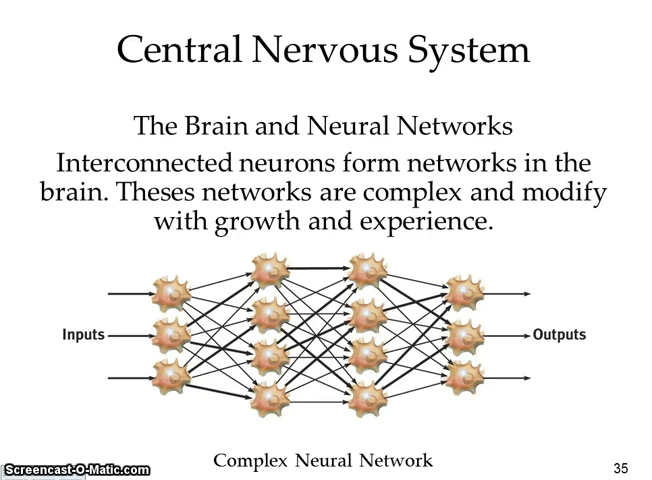 Central Nervous System
The Brain and Neural Networks
Interconnected neurons form networks in the
brain. Theses networks are complex and modify
with growth and experience.
Inputs
Outputs
Complex Neural Network
Screencast-O-Matic.com
35